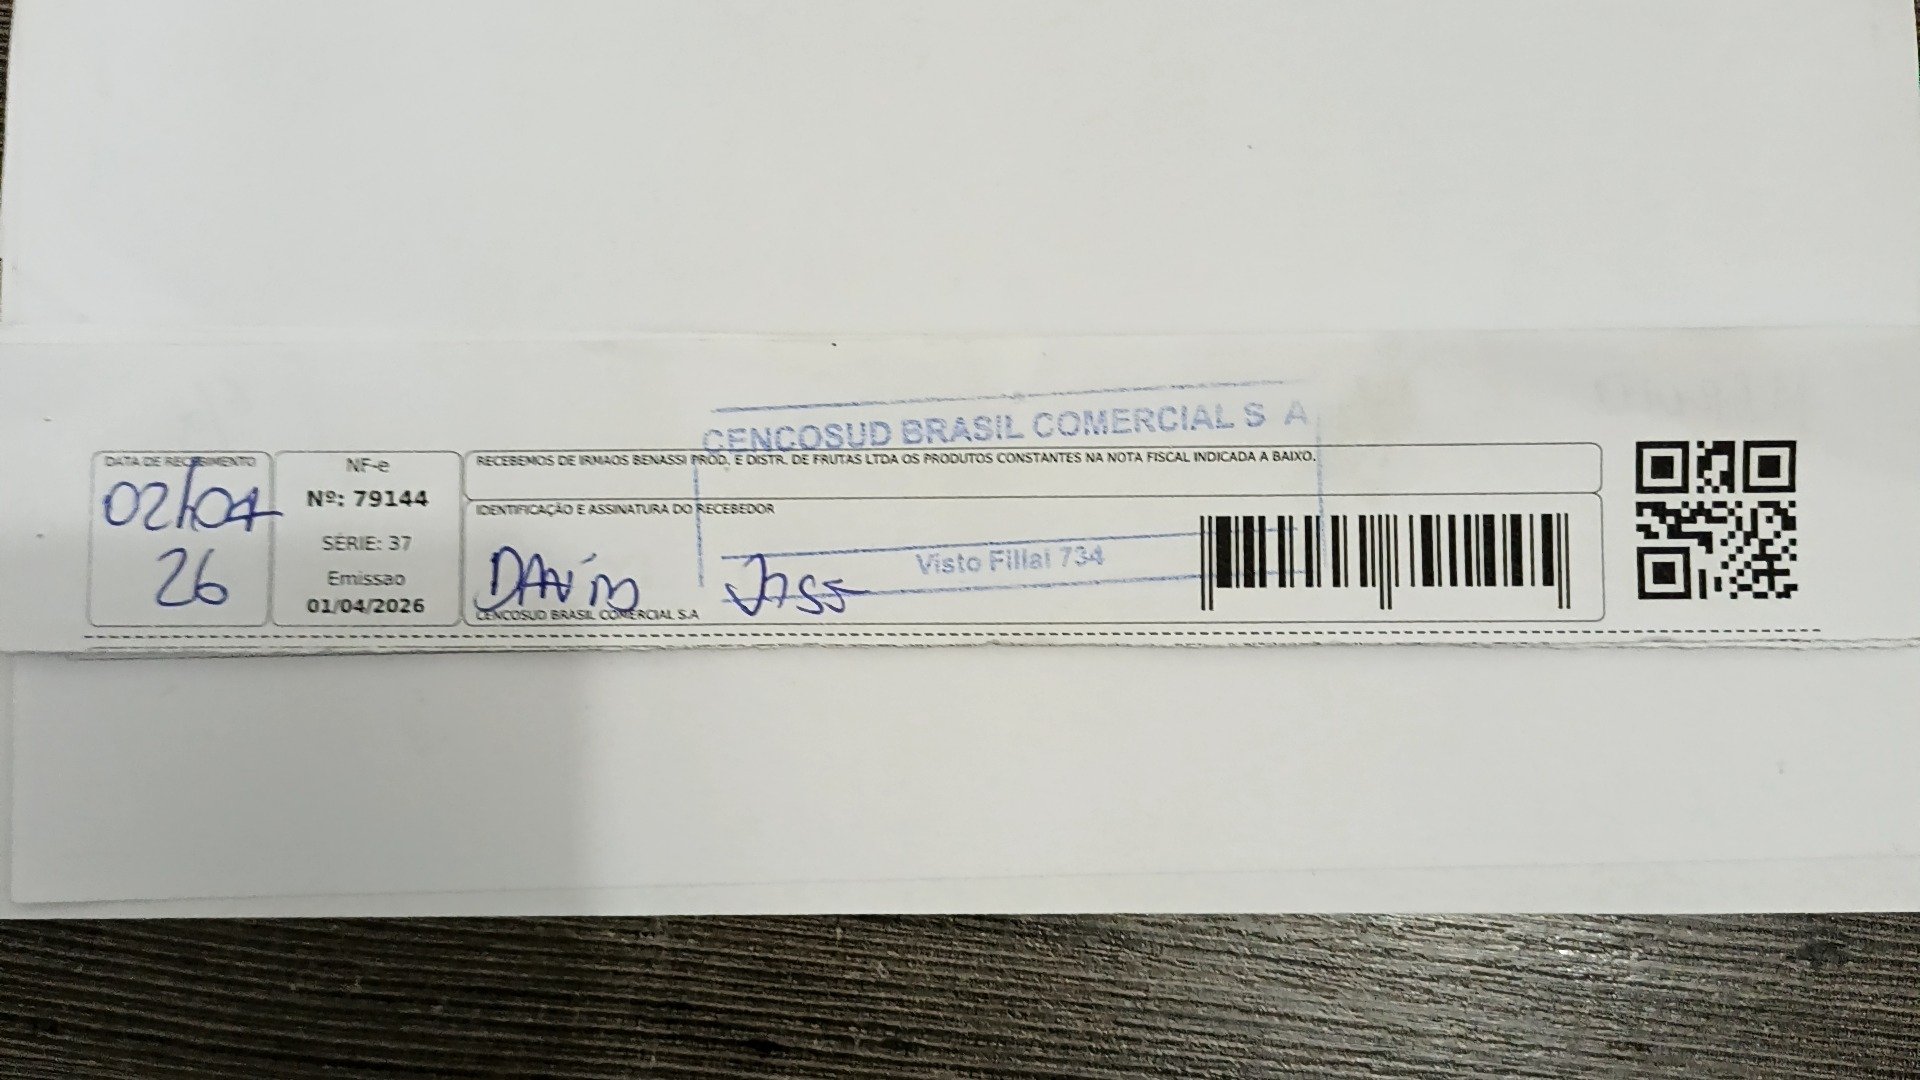 CENCOSUD BRASIL COMERCIAL S A
DATA DE RECEBIMENTO
02/04
26
NF-e
Nº: 79144
SÉRIE: 37
Emissao
01/04/2026
RECEBEMOS DE IRMAOS BENASSI PROD. E DISTR. DE FRUTAS LTDA OS PRODUTOS CONSTANTES NA NOTA FISCAL INDICADA A BAIXO.
IDENTIFICAÇÃO E ASSINATURA DO RECEBEDOR
Visto Filial 734
DAVID
CENCOSUD BRASIL COMERCIAL S.A